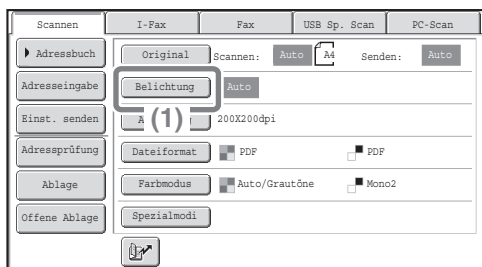 Scannen I-Fax Fax USB Sp. Scan PC-Scan
Adressbuch Original Scannen: Auto A4 Senden: Auto
Adresseingabe Belichtung Auto
Einst. senden (1) 200X200dpi
Adressprüfung Dateiformat PDF PDF
Ablage Farbmodus Auto/Grautöne Mono2
Offene Ablage Spezialmodi